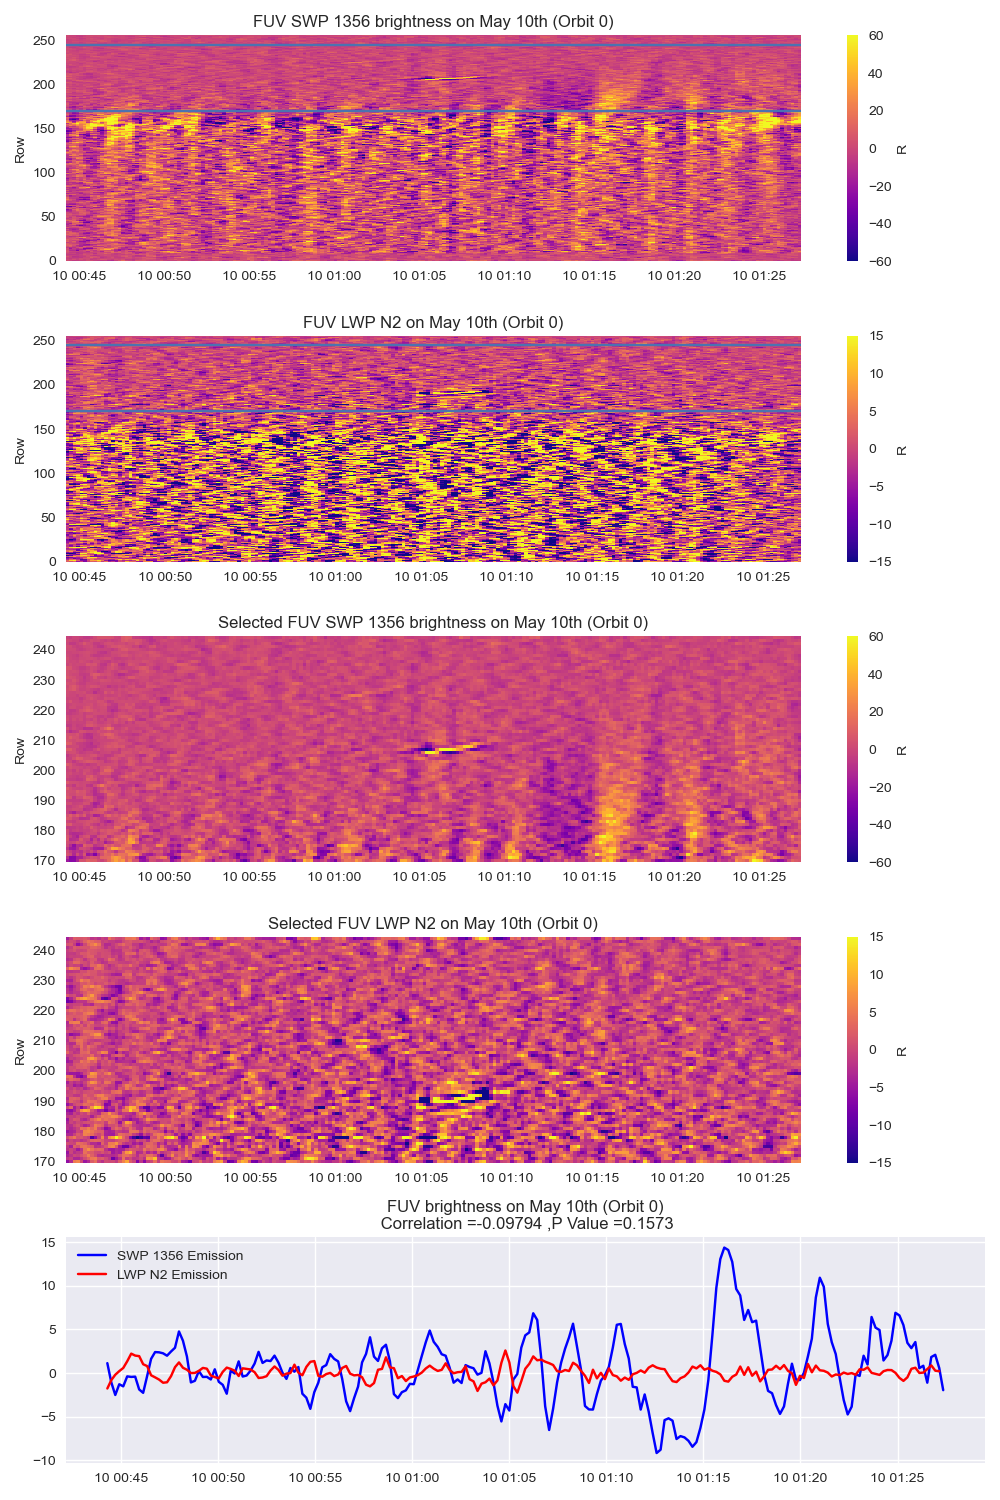 FUV SWP 1356 brightness on May 10th (Orbit 0)
250
200
150
100
50
0
Row
10 00:45 10 00:50 10 00:55 10 01:00 10 01:05 10 01:10 10 01:15 10 01:20 10 01:25
60
40
20
0
−20
−40
−60
R
FUV LWP N2 on May 10th (Orbit 0)
250
200
150
100
50
0
Row
10 00:45 10 00:50 10 00:55 10 01:00 10 01:05 10 01:10 10 01:15 10 01:20 10 01:25
15
10
5
0
−5
−10
−15
R
Selected FUV SWP 1356 brightness on May 10th (Orbit 0)
240
230
220
210
200
190
180
170
Row
10 00:45 10 00:50 10 00:55 10 01:00 10 01:05 10 01:10 10 01:15 10 01:20 10 01:25
60
40
20
0
−20
−40
−60
R
Selected FUV LWP N2 on May 10th (Orbit 0)
240
230
220
210
200
190
180
170
Row
10 00:45 10 00:50 10 00:55 10 01:00 10 01:05 10 01:10 10 01:15 10 01:20 10 01:25
15
10
5
0
−5
−10
−15
R
FUV brightness on May 10th (Orbit 0)
Correlation =-0.09794 ,P Value =0.1573
15
10
5
0
−5
−10
SWP 1356 Emission
LWP N2 Emission
10 00:45 10 00:50 10 00:55 10 01:00 10 01:05 10 01:10 10 01:15 10 01:20 10 01:25